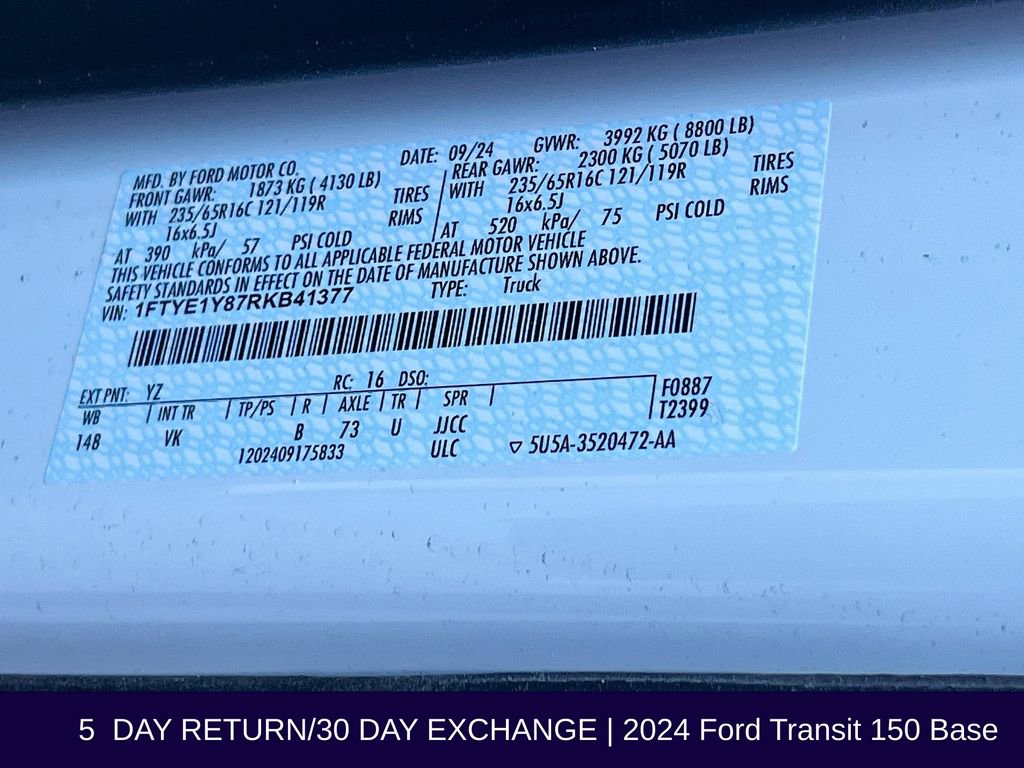 MFD. BY FORD MOTOR CO. DATE: 09/24 GVWR: 3992 KG ( 8800 LB)
FRONT GAWR: 1873 KG ( 4130 LB) REAR GAWR: 2300 KG ( 5070 LB)
WITH 235/65R16C 121/119R TIRES WITH 235/65R16C 121/119R TIRES
16x6.5J RIMS 16x6.5J RIMS
AT 390 kPa/ 57 PSI COLD AT 520 kPa/ 75 PSI COLD
THIS VEHICLE CONFORMS TO ALL APPLICABLE FEDERAL MOTOR VEHICLE
SAFETY STANDARDS IN EFFECT ON THE DATE OF MANUFACTURE SHOWN ABOVE.
VIN: 1FTYE1Y87RKB41377 TYPE: Truck
EXT PNT: YZ RC: 16 DSO:
WB INT TR TP/PS R AXLE TR SPR F0887
148 VK B 73 U JJCC T2399
1202409175833 ULC ▽ 5U5A-3520472-AA
5 DAY RETURN/30 DAY EXCHANGE | 2024 Ford Transit 150 Base